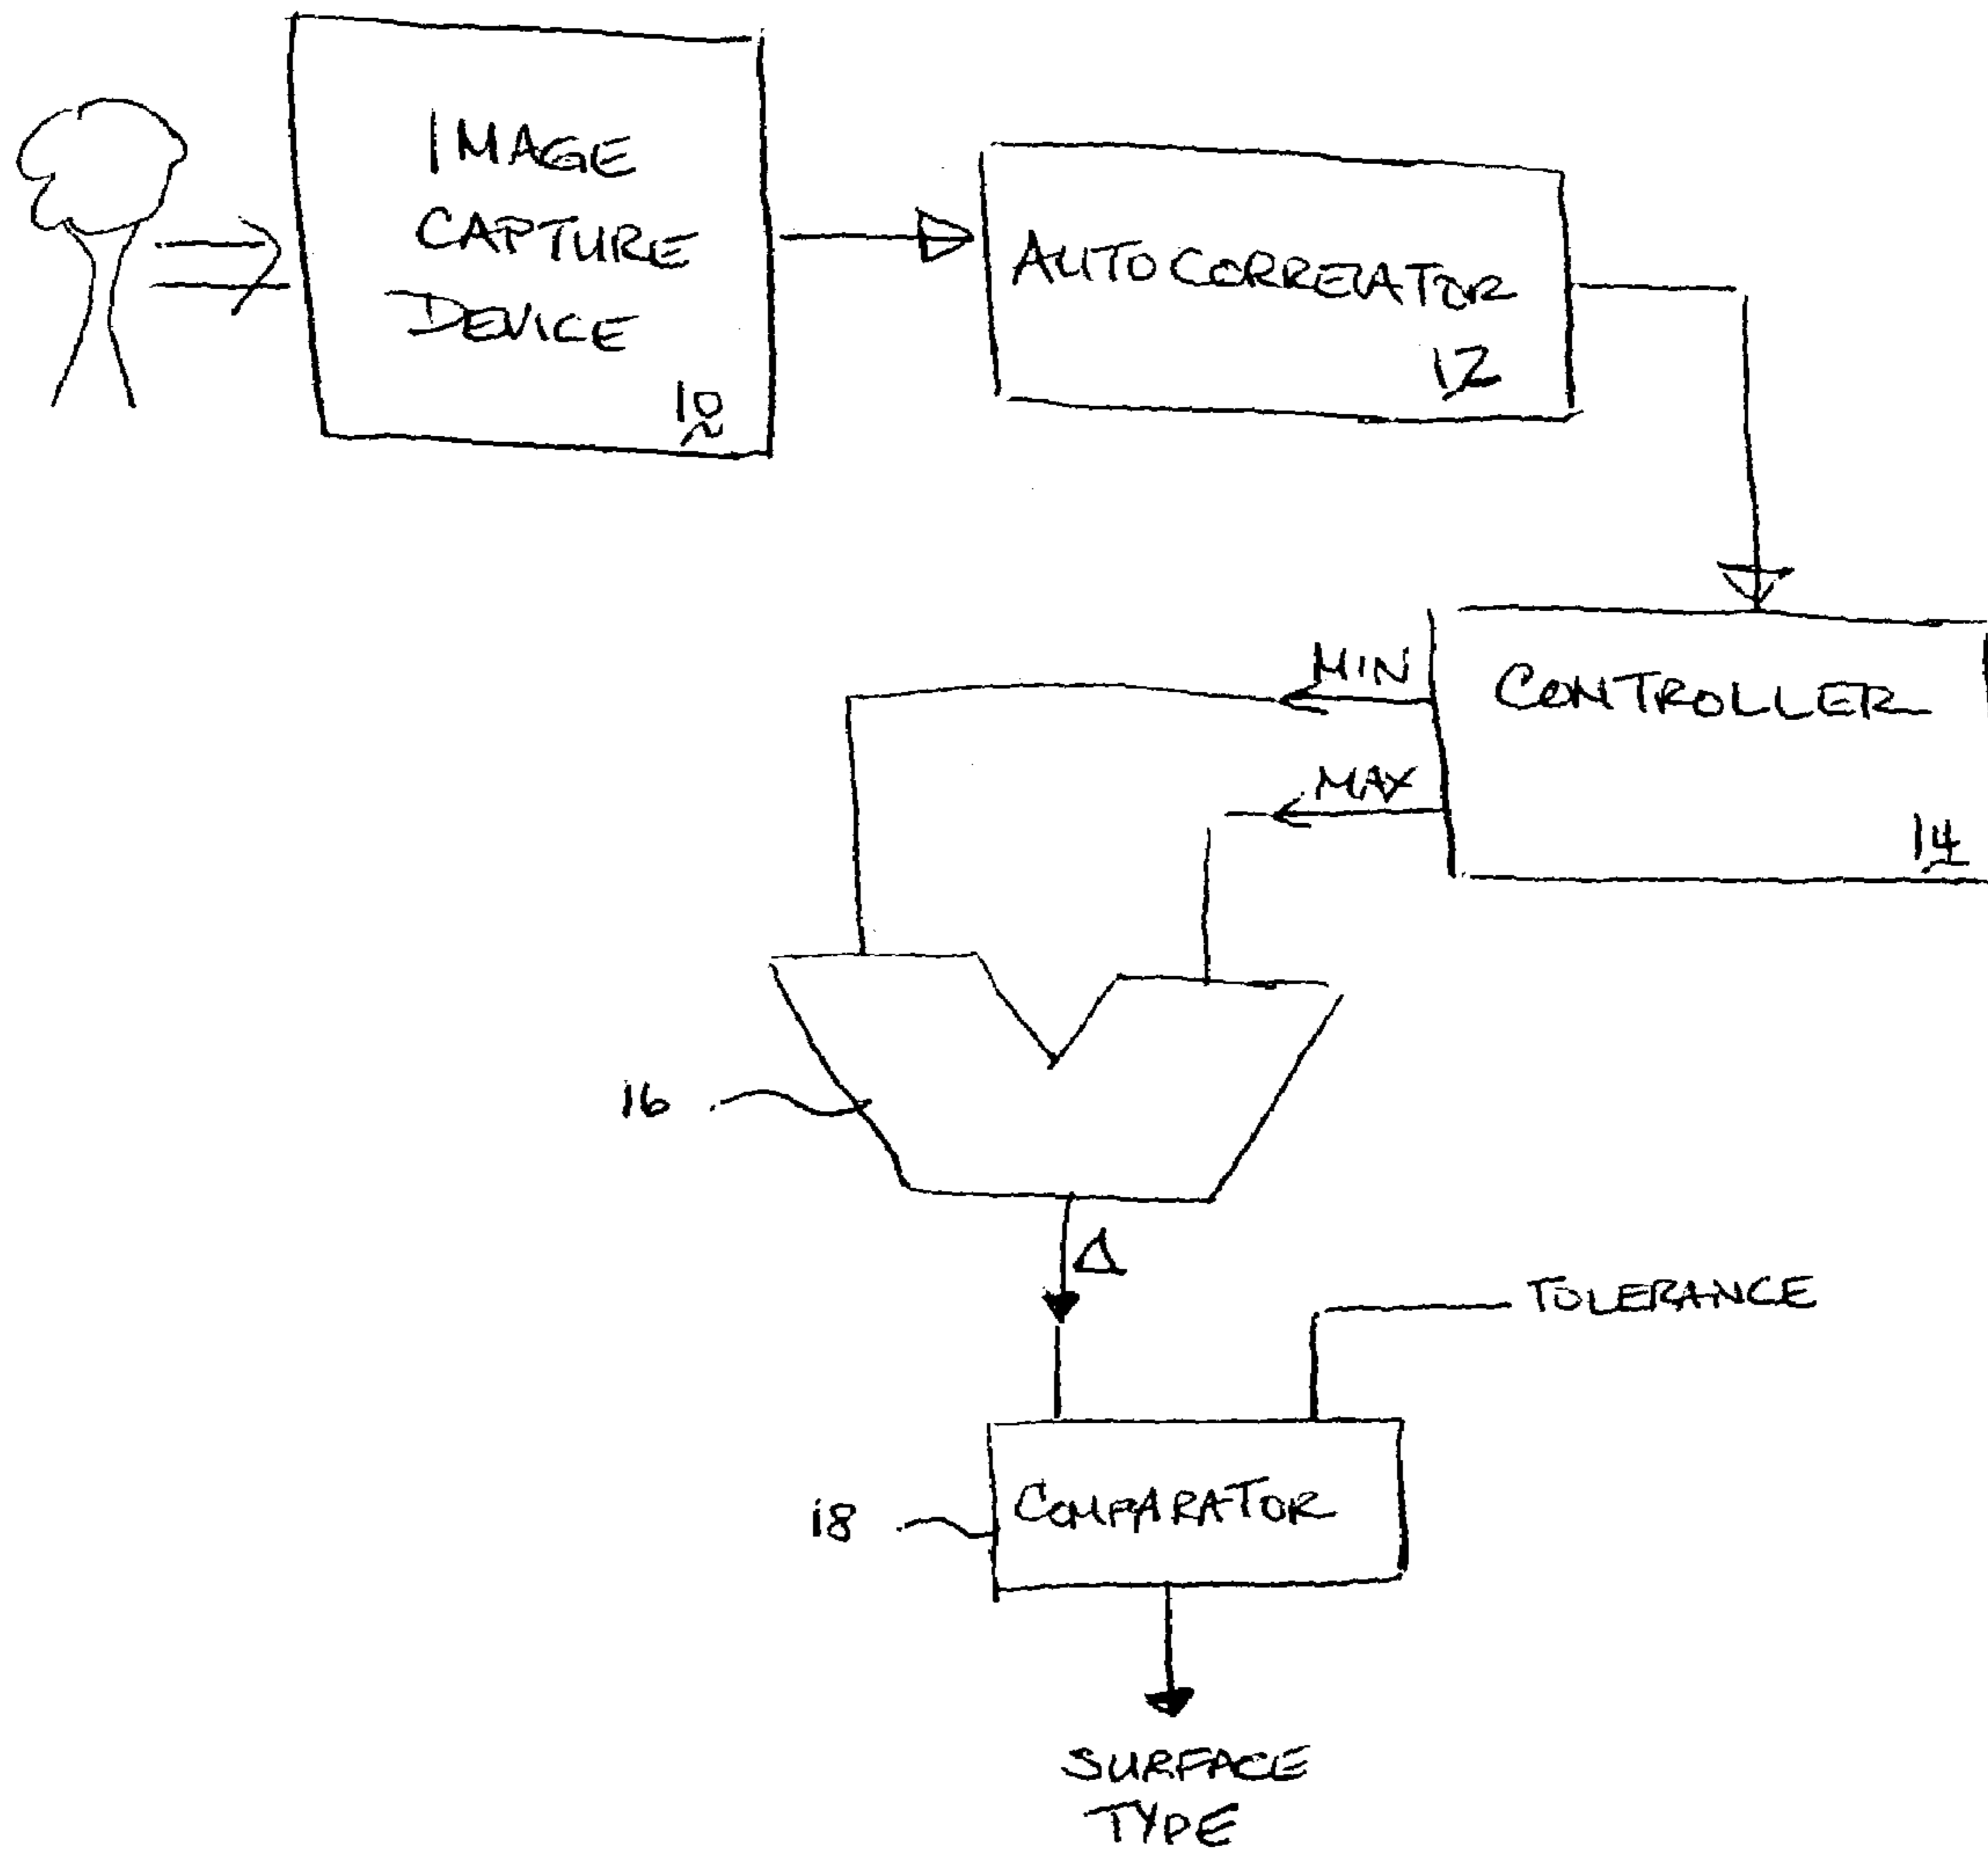 IMAGE
CAPTURE
DEVICE
10
AUTOCORRELATOR
12
MIN
CONTROLLER
MAX
14
16
Δ
TOLERANCE
18
COMPARATOR
SURFACE
TYPE